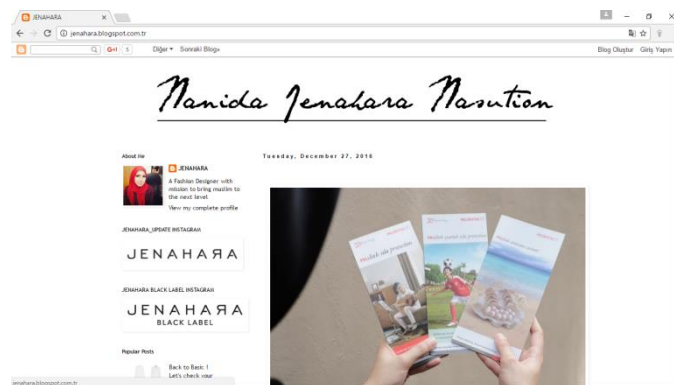 JENAHARA
jenahara.blogspot.com.tr
G+1 5 Diğer Sonraki Blog» Blog Oluştur Giriş Yapın
Nanida Jenahara Nasution
About Me
JENAHARA
A Fashion Designer with
mission to bring muslim to
the next level
View my complete profile
JENAHARA_UPDATE INSTAGRAM
JENAHARA
JENAHARA BLACK LABEL INSTAGRAM
JENAHARA
BLACK LABEL
Popular Posts
Back to Basic !
Let's check your
Tuesday, December 27, 2016
jenahara.blogspot.com.tr